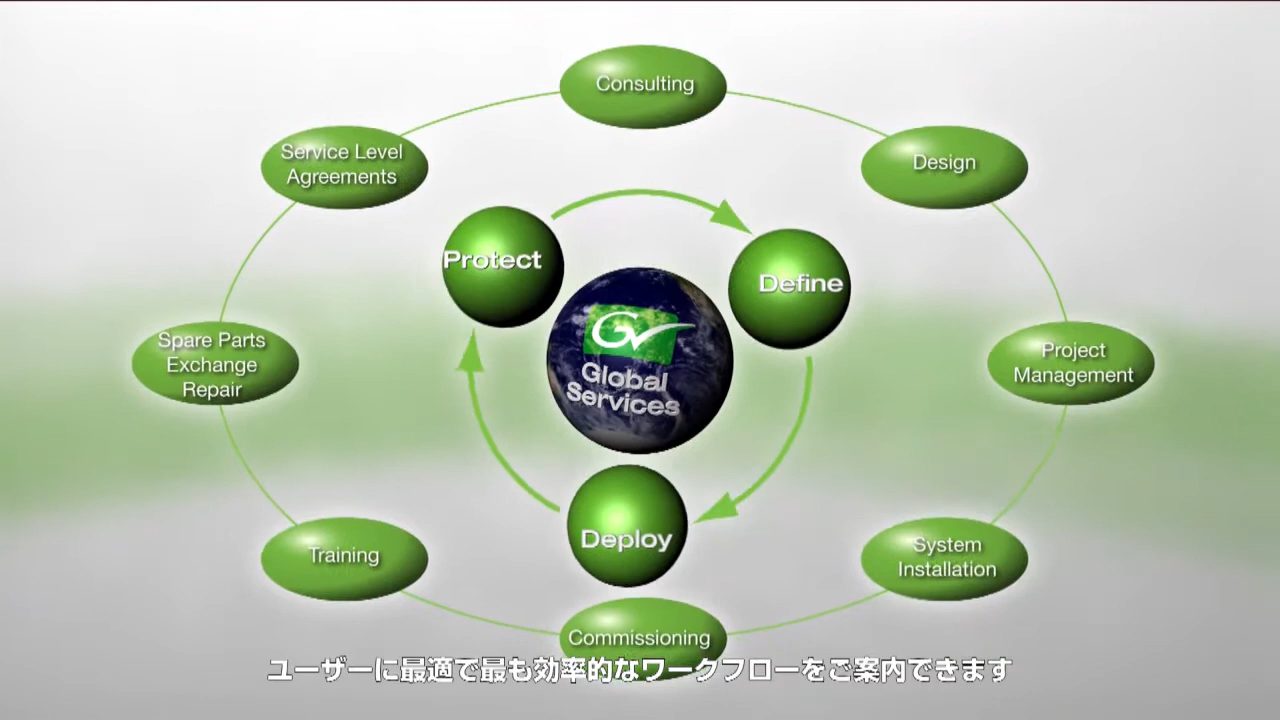 Consulting
Service Level
Agreements
Design
Protect
Define
GV
Global
Services
Spare Parts
Exchange
Repair
Project
Management
Deploy
Training
System
Installation
Commissioning
ユーザーに最適で最も効率的なワークフローをご案内できます